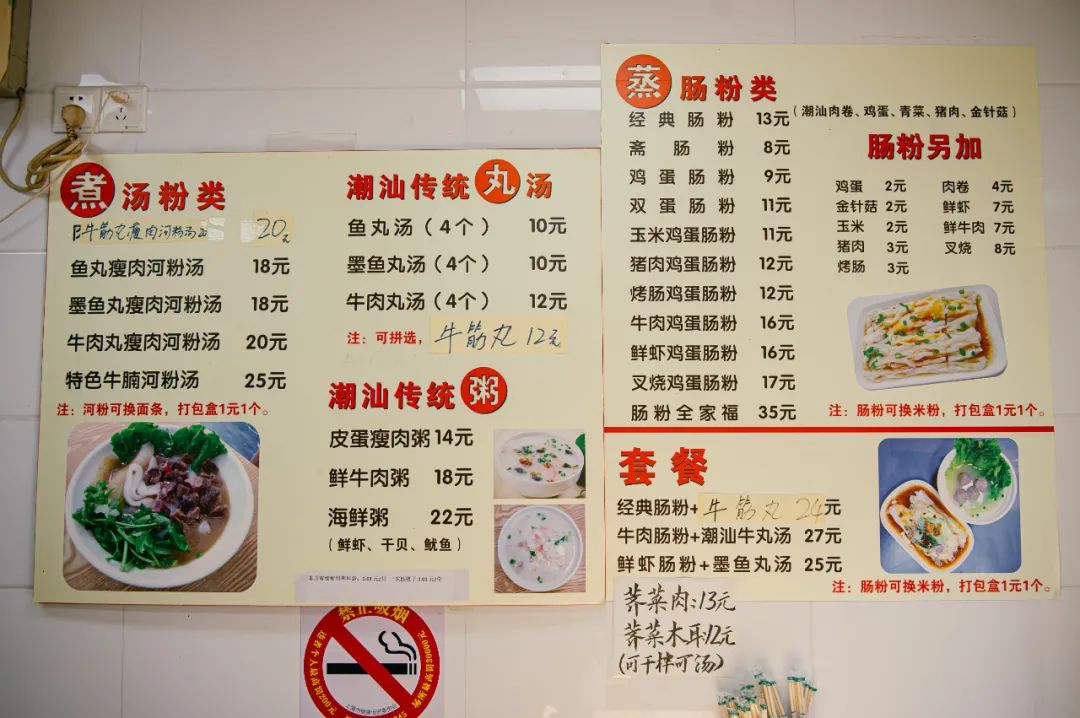 煮 汤粉类
牛筋丸瘦肉河粉汤 20元
鱼丸瘦肉河粉汤 18元
墨鱼丸瘦肉河粉汤 18元
牛肉丸瘦肉河粉汤 20元
特色牛腩河粉汤 25元
注：河粉可换面条，打包盒1元1个。
潮汕传统丸汤
鱼丸汤（4个） 10元
墨鱼丸汤（4个） 10元
牛肉丸汤（4个） 12元
注：可拼选， 牛筋丸 12元
潮汕传统粥
皮蛋瘦肉粥 14元
鲜牛肉粥 18元
海鲜粥 22元
（鲜虾、干贝、鱿鱼）
禁止吸烟
蒸 肠粉类
经典肠粉 13元（潮汕肉卷、鸡蛋、青菜、猪肉、金针菇）
斋肠粉 8元
鸡蛋肠粉 9元
双蛋肠粉 11元
玉米鸡蛋肠粉 11元
猪肉鸡蛋肠粉 12元
烤肠鸡蛋肠粉 12元
牛肉鸡蛋肠粉 16元
鲜虾鸡蛋肠粉 16元
叉烧鸡蛋肠粉 17元
肠粉全家福 35元
肠粉另加
鸡蛋 2元 肉卷 4元
金针菇 2元 鲜虾 7元
玉米 2元 鲜牛肉 7元
猪肉 3元 叉烧 8元
烤肠 3元
注：肠粉可换米粉，打包盒1元1个。
套餐
经典肠粉+牛筋丸 24元
牛肉肠粉+潮汕牛丸汤 27元
鲜虾肠粉+墨鱼丸汤 25元
注：肠粉可换米粉，打包盒1元1个。
荠菜肉：13元
荠菜木耳12元
（可干拌可汤）